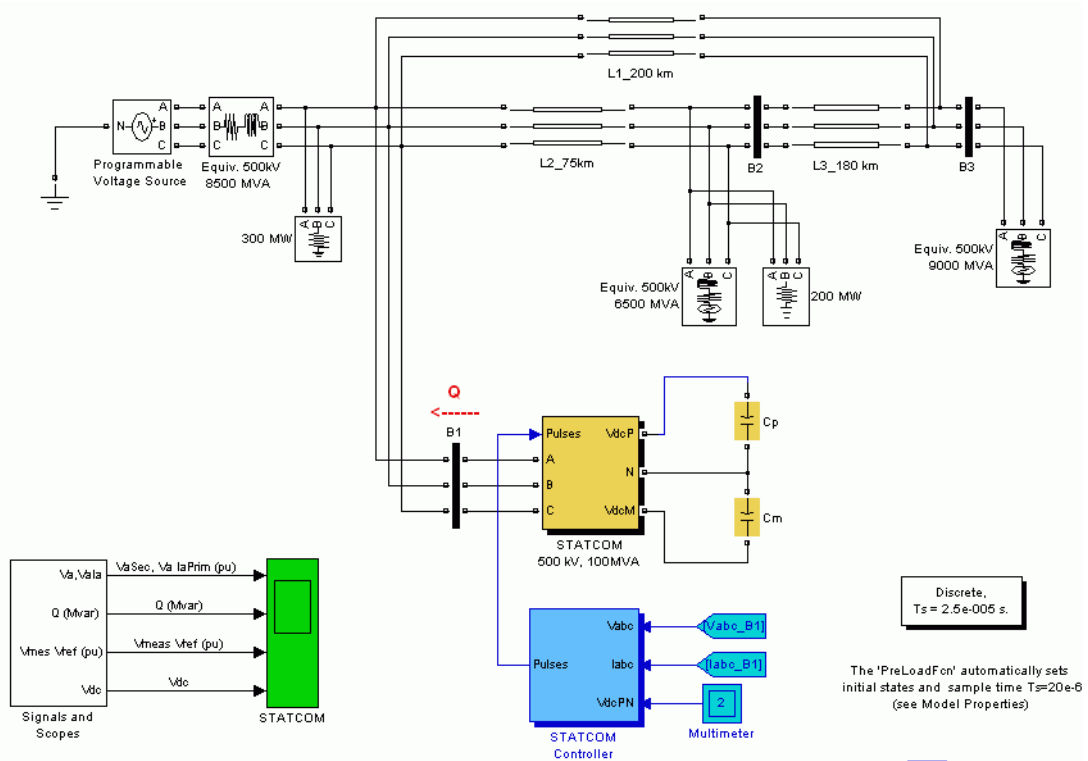 L1_200 km
A
B
C
N
A
B
C
A
B
C
A
B
C
Programmable
Voltage Source
Equiv. 500kV
8500 MVA
L2_75km
B2
L3_180 km
B3
A B C
300 MW
A B C
Equiv. 500kV
6500 MVA
A B C
200 MW
A B C
Equiv. 500kV
9000 MVA
Q
B1
Pulses
A
B
C
VdcP
N
VdcM
Cp
Cm
STATCOM
500 kV, 100MVA
Va,VaIa
Q (Mvar)
Vmes Vref (pu)
Vdc
VaSec, Va IaPrim (pu)
Q (Mvar)
Vmeas Vref (pu)
Vdc
Signals and
Scopes
STATCOM
Pulses
Vabc
Iabc
VdcPN
[Vabc_B1]
[Iabc_B1]
2
Multimeter
STATCOM
Controller
Discrete,
Ts = 2.5e-005 s.
The 'PreLoadFcn' automatically sets
initial states and sample time Ts=20e-6
(see Model Properties)